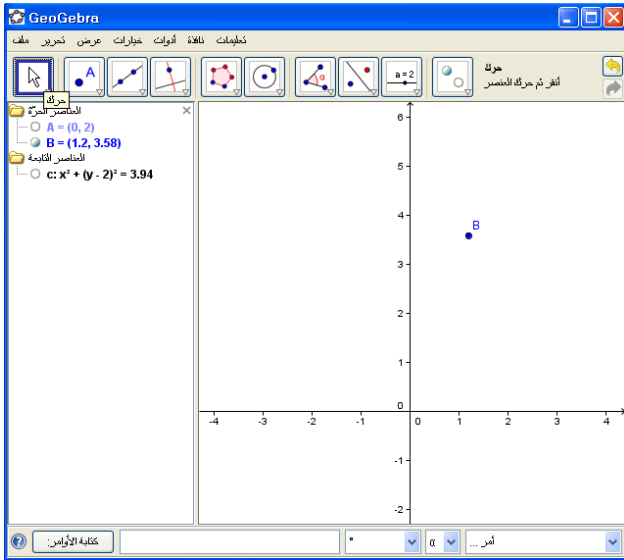 GeoGebra
ملف تحرير عرض خيارات أدوات نافذة تعليمات
A
α
a = 2
حرك
أنقر ثم حرك العنصر
حرك
العناصر الحرّة
A = (0, 2)
B = (1.2, 3.58)
العناصر التابعة
c: x² + (y - 2)² = 3.94
6
5
4
B
3
2
1
0
-4 -3 -2 -1 0 1 2 3 4
-1
-2
كتابة الأوامر:
°
α
أمر ...